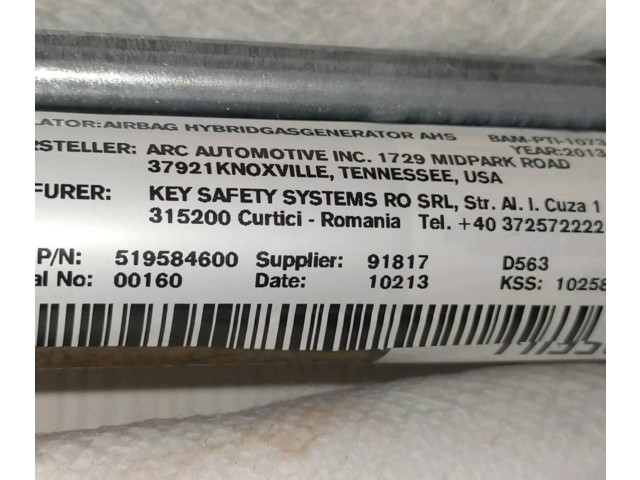 LATOR: AIRBAG HYBRIDGASGENERATOR AHS BAM-PTI-1073
YEAR:2013
ERSTELLER: ARC AUTOMOTIVE INC. 1729 MIDPARK ROAD
37921KNOXVILLE, TENNESSEE, USA
FURER: KEY SAFETY SYSTEMS RO SRL, Str. Al. I. Cuza 1
315200 Curtici - Romania Tel. +40 372572222
P/N: 519584600 Supplier: 91817 D563
al No: 00160 Date: 10213 KSS: 10258